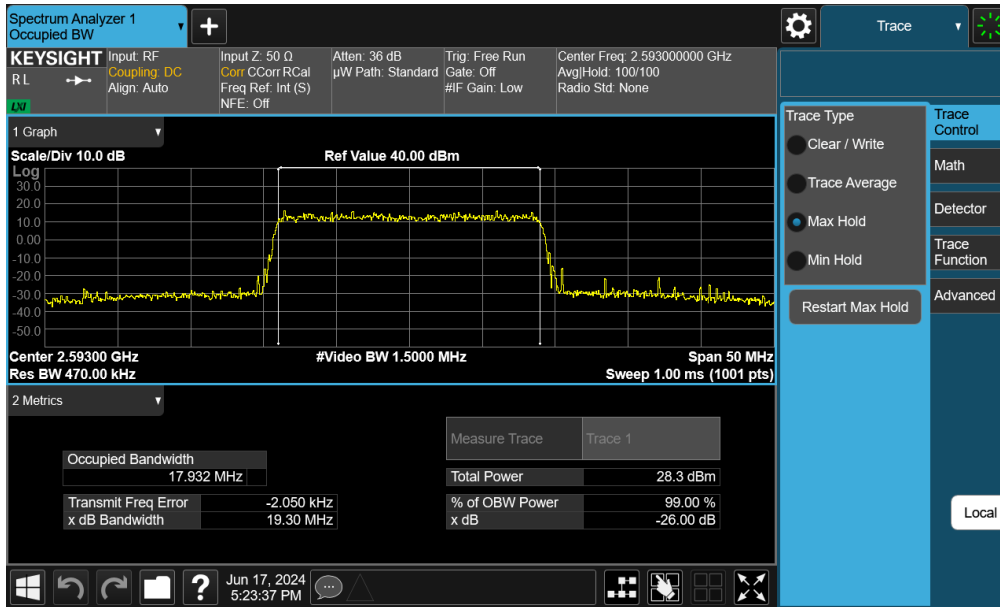 Spectrum Analyzer 1
Occupied BW
Trace
KEYSIGHT
R L
LXI
Input: RF
Coupling: DC
Align: Auto
Input Z: 50 Ω
Corr CCorr RCal
Freq Ref: Int (S)
NFE: Off
Atten: 36 dB
µW Path: Standard
Trig: Free Run
Gate: Off
#IF Gain: Low
Center Freq: 2.593000000 GHz
Avg|Hold: 100/100
Radio Std: None
1 Graph
Scale/Div 10.0 dB
Ref Value 40.00 dBm
Log
30.0
20.0
10.0
0.00
-10.0
-20.0
-30.0
-40.0
-50.0
Center 2.59300 GHz
#Video BW 1.5000 MHz
Span 50 MHz
Res BW 470.00 kHz
Sweep 1.00 ms (1001 pts)
2 Metrics
Measure Trace
Trace 1
Occupied Bandwidth
17.932 MHz
Total Power
28.3 dBm
Transmit Freq Error
-2.050 kHz
% of OBW Power
99.00 %
x dB Bandwidth
19.30 MHz
x dB
-26.00 dB
Trace Type
Clear / Write
Trace Average
Max Hold
Min Hold
Restart Max Hold
Trace
Control
Math
Detector
Trace
Function
Advanced
Local
?
Jun 17, 2024
5:23:37 PM